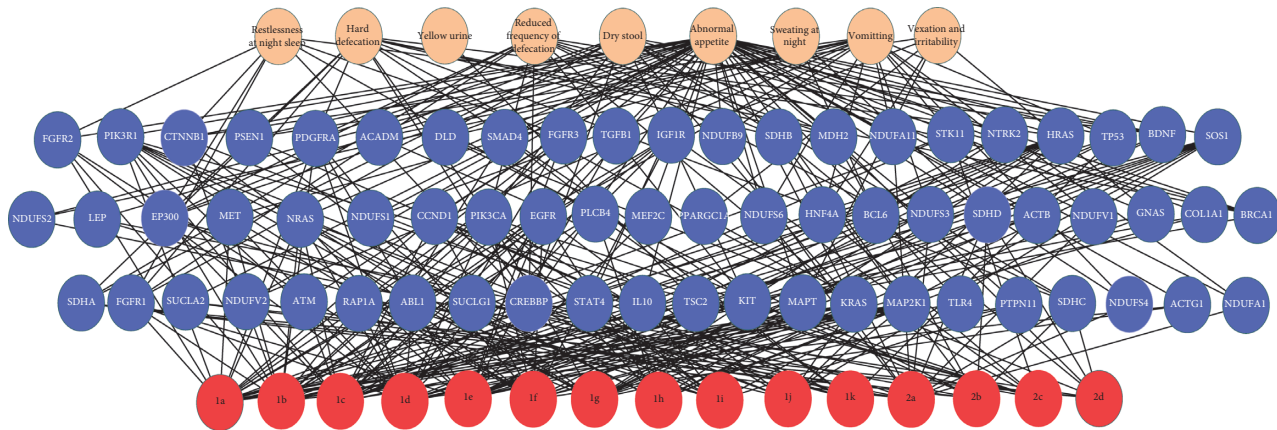 Restlessness
at night sleep
Hard
defecation
Yellow urine
Reduced
frequency of
defecation
Dry stool
Abnormal
appetite
Sweating at
night
Vomitting
Vexation and
irritability
FGFR2
PIK3R1
CTNNB1
PSEN1
PDGFRA
ACADM
DLD
SMAD4
FGFR3
TGFB1
IGF1R
NDUFB9
SDHB
MDH2
NDUFA11
STK11
NTRK2
HRAS
TP53
BDNF
SOS1
NDUFS2
LEP
EP300
MET
NRAS
NDUFS1
CCND1
PIK3CA
EGFR
PLCB4
MEF2C
PPARGC1A
NDUFS6
HNF4A
BCL6
NDUFS3
SDHD
ACTB
NDUFV1
GNAS
COL1A1
BRCA1
SDHA
FGFR1
SUCLA2
NDUFV2
ATM
RAP1A
ABL1
SUCLG1
CREBBP
STAT4
IL10
TSC2
KIT
MAPT
KRAS
MAP2K1
TLR4
PTPN11
SDHC
NDUFS4
ACTG1
NDUFA1
1a
1b
1c
1d
1e
1f
1g
1h
1i
1j
1k
2a
2b
2c
2d